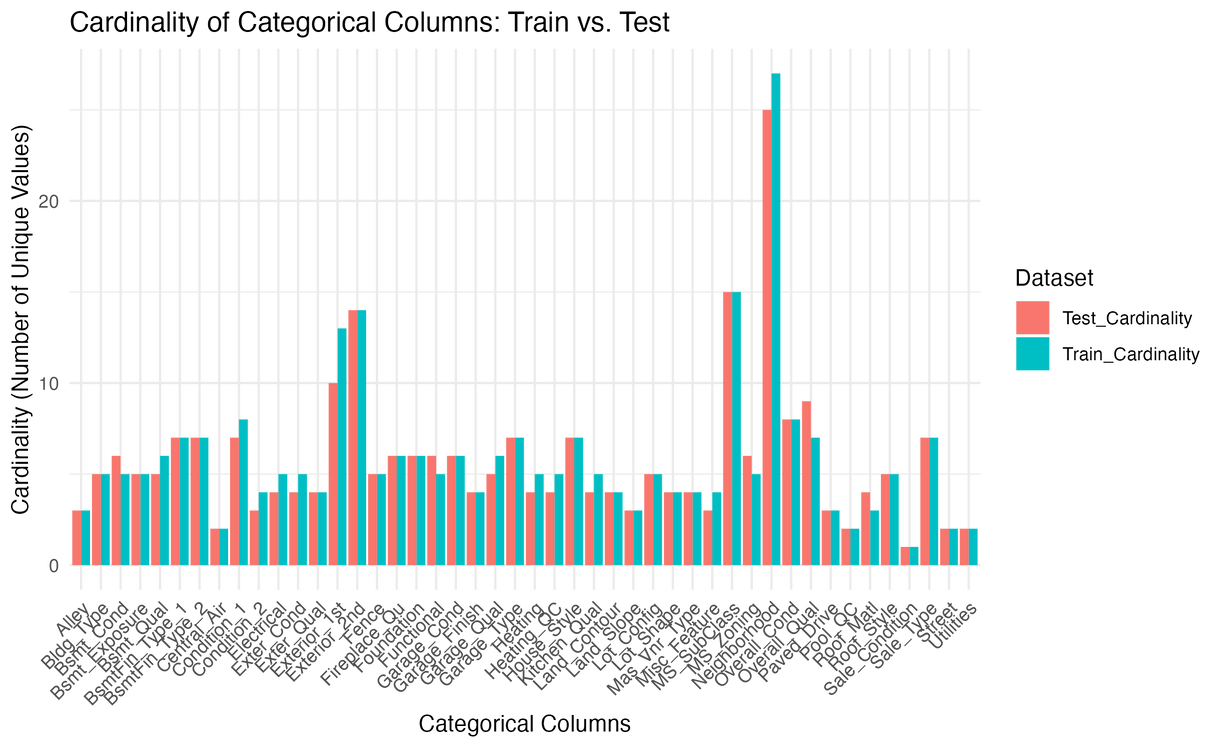 Cardinality of Categorical Columns: Train vs. Test
Cardinality (Number of Unique Values)
20
10
0
Alley
Bldg_Type
Bsmt_Cond
Bsmt_Exposure
Bsmt_Qual
BsmtFin_Type_1
BsmtFin_Type_2
Central_Air
Condition_1
Condition_2
Electrical
Exter_Cond
Exter_Qual
Exterior_1st
Exterior_2nd
Fence
Fireplace_Qu
Foundation
Functional
Garage_Cond
Garage_Finish
Garage_Qual
Garage_Type
Heating
Heating_QC
House_Style
Kitchen_Qual
Land_Contour
Land_Slope
Lot_Config
Lot_Shape
Mas_Vnr_Type
Misc_Feature
MS_SubClass
MS_Zoning
Neighborhood
Overall_Cond
Overall_Qual
Paved_Drive
Pool_QC
Roof_Matl
Roof_Style
Sale_Condition
Sale_Type
Street
Utilities
Categorical Columns
Dataset
Test_Cardinality
Train_Cardinality